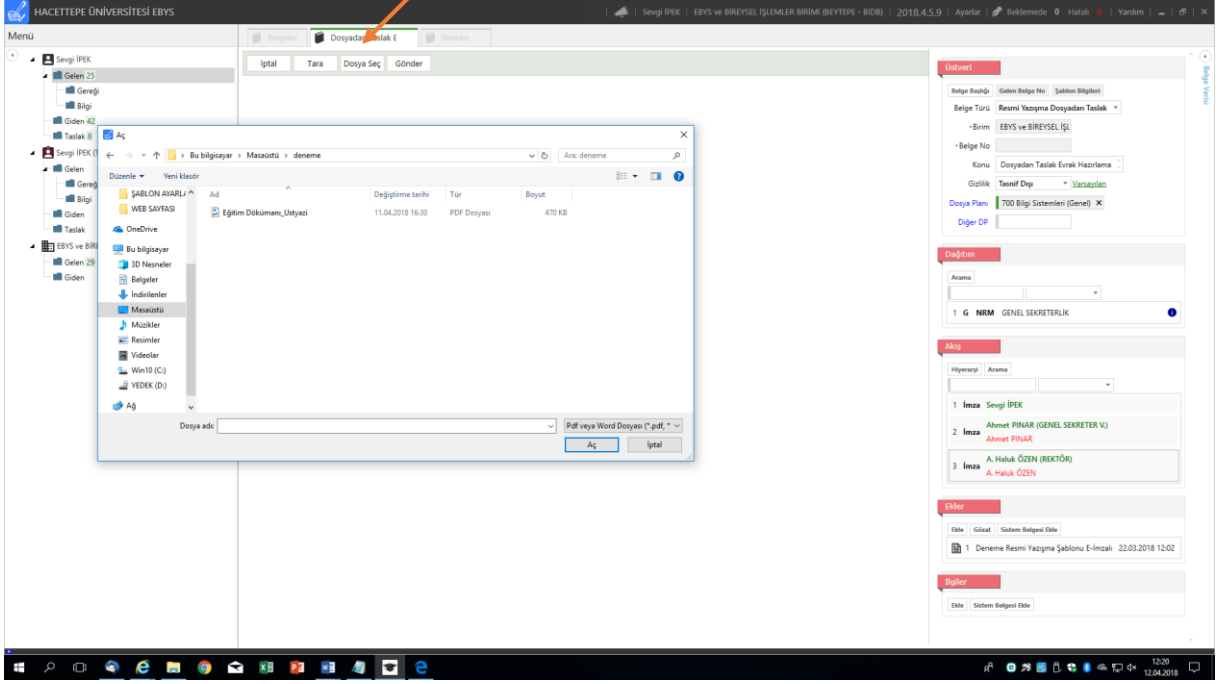 HACETTEPE ÜNİVERSİTESİ EBYS
Sevgi İPEK | EBYS ve BİREYSEL İŞLEMLER BİRİMİ (BEYTEPE - BİDB) | 2018.4.5.9 | Ayarlar | Beklemede 0 Hatalı | Yardım
Menü
Belgeler
Dosyadan Taslak E
Birimler
İptal
Tara
Dosya Seç
Gönder
Sevgi İPEK
Gelen 25
Gereği
Bilgi
Giden 42
Taslak 8
Sevgi İPEK (
Gelen
Gereğ
Bilgi
Giden
Taslak
EBYS ve BİRE
Gelen 29
Giden
Aç
Bu bilgisayar > Masaüstü > deneme
Ara: deneme
Düzenle
Yeni klasör
ŞABLON AYARLA
WEB SAYFASI
OneDrive
Bu bilgisayar
3D Nesneler
Belgeler
İndirilenler
Masaüstü
Müzikler
Resimler
Videolar
Win10 (C:)
YEDEK (D:)
Ağ
Ad
Değiştirme tarihi
Tür
Boyut
Eğitim Dökümanı_Ustyazi
11.04.2018 16:30
PDF Dosyası
470 KB
Dosya adı:
Pdf veya Word Dosyası (*.pdf, *
Aç
İptal
Üstveri
Belge Başlığı
Gelen Belge No
Şablon Bilgileri
Belge Türü Resmi Yazışma Dosyadan Taslak
*Birim EBYS ve BİREYSEL İŞL
*Belge No
Konu Dosyadan Taslak Evrak Hazırlama
Gizlilik Tasnif Dışı Varsayılan
Dosya Planı 700 Bilgi Sistemleri (Genel) ×
Diğer DP
Dağıtım
Arama
1 G NRM GENEL SEKRETERLİK
Akış
Hiyerarşi
Arama
1 İmza Sevgi İPEK
2 İmza Ahmet PINAR (GENEL SEKRETER V.)
Ahmet PINAR
3 İmza A. Haluk ÖZEN (REKTÖR)
A. Haluk ÖZEN
Ekler
Ekle
Gözat
Sistem Belgesi Ekle
1 Deneme Resmi Yazışma Şablonu E-İmzalı 22.03.2018 12:02
İlgiler
Ekle
Sistem Belgesi Ekle
Belge Verisi
12:20
12.04.2018